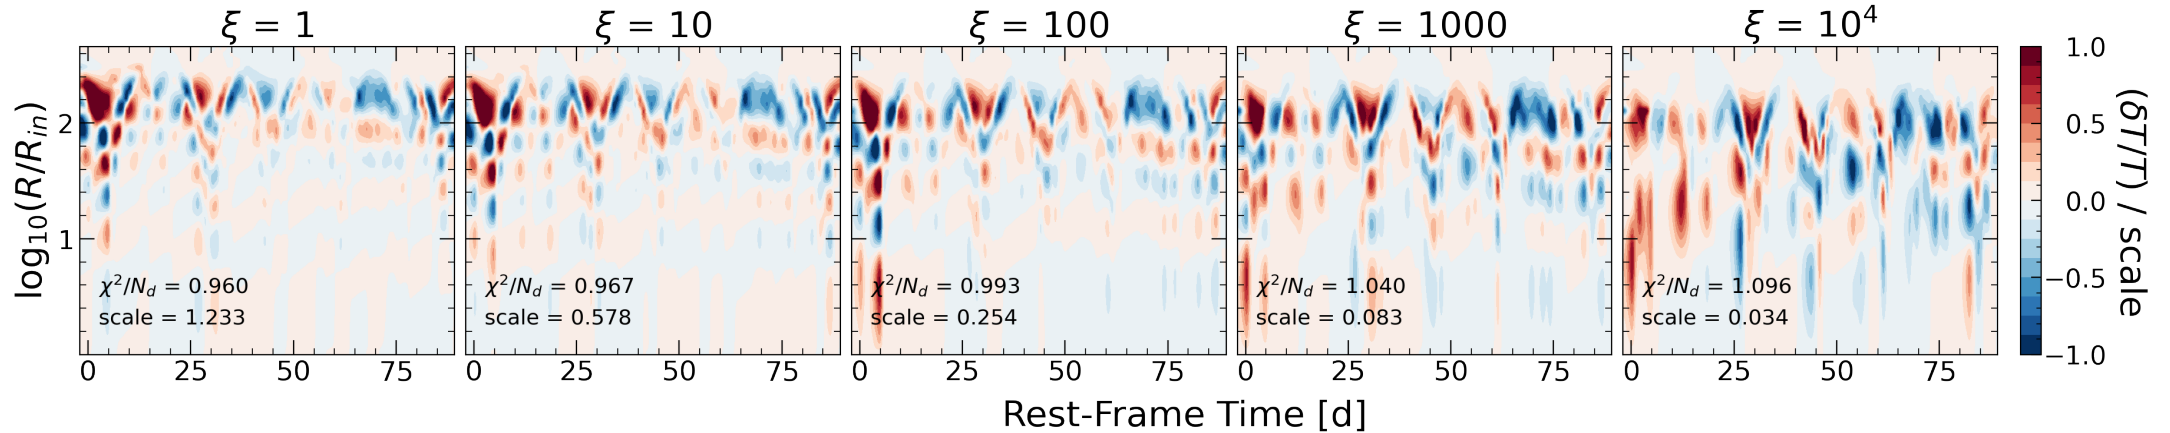 ξ = 1
ξ = 10
ξ = 100
ξ = 1000
ξ = 10⁴
log₁₀(R/Rᵢₙ)
2
1
χ²/N_d = 0.960
scale = 1.233
χ²/N_d = 0.967
scale = 0.578
χ²/N_d = 0.993
scale = 0.254
χ²/N_d = 1.040
scale = 0.083
χ²/N_d = 1.096
scale = 0.034
0 25 50 75
0 25 50 75
0 25 50 75
0 25 50 75
0 25 50 75
Rest-Frame Time [d]
1.0
0.5
0.0
−0.5
−1.0
(δT/T) / scale